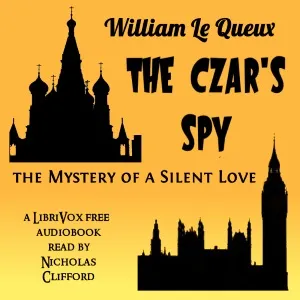 William Le Queux
THE CZAR'S
SPY
THE MYSTERY OF A SILENT LOVE
A LIBRIVOX FREE
AUDIOBOOK
READ BY
NICHOLAS
CLIFFORD